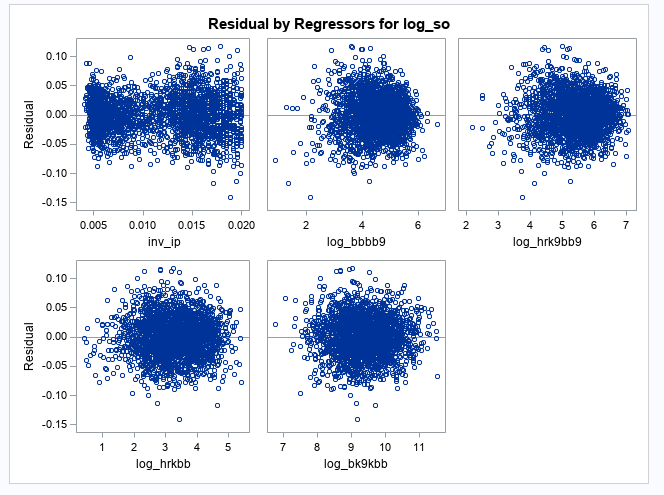 Residual by Regressors for log_so
Residual
0.10
0.05
0.00
-0.05
-0.10
-0.15
0.005 0.010 0.015 0.020
inv_ip
2 4 6
log_bbbb9
2 3 4 5 6 7
log_hrk9bb9
Residual
0.10
0.05
0.00
-0.05
-0.10
-0.15
1 2 3 4 5
log_hrkbb
7 8 9 10 11
log_bk9kbb